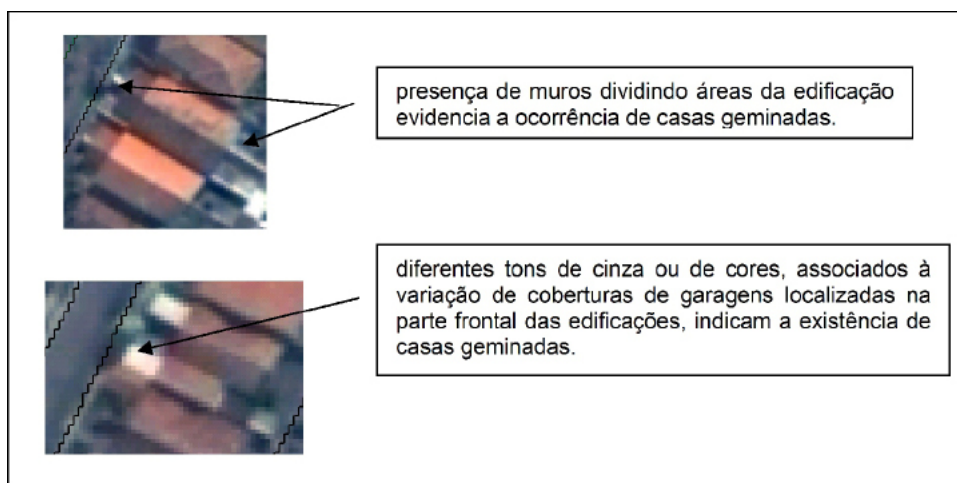 presença de muros dividindo áreas da edificação
evidencia a ocorrência de casas geminadas.
diferentes tons de cinza ou de cores, associados à
variação de coberturas de garagens localizadas na
parte frontal das edificações, indicam a existência de
casas geminadas.